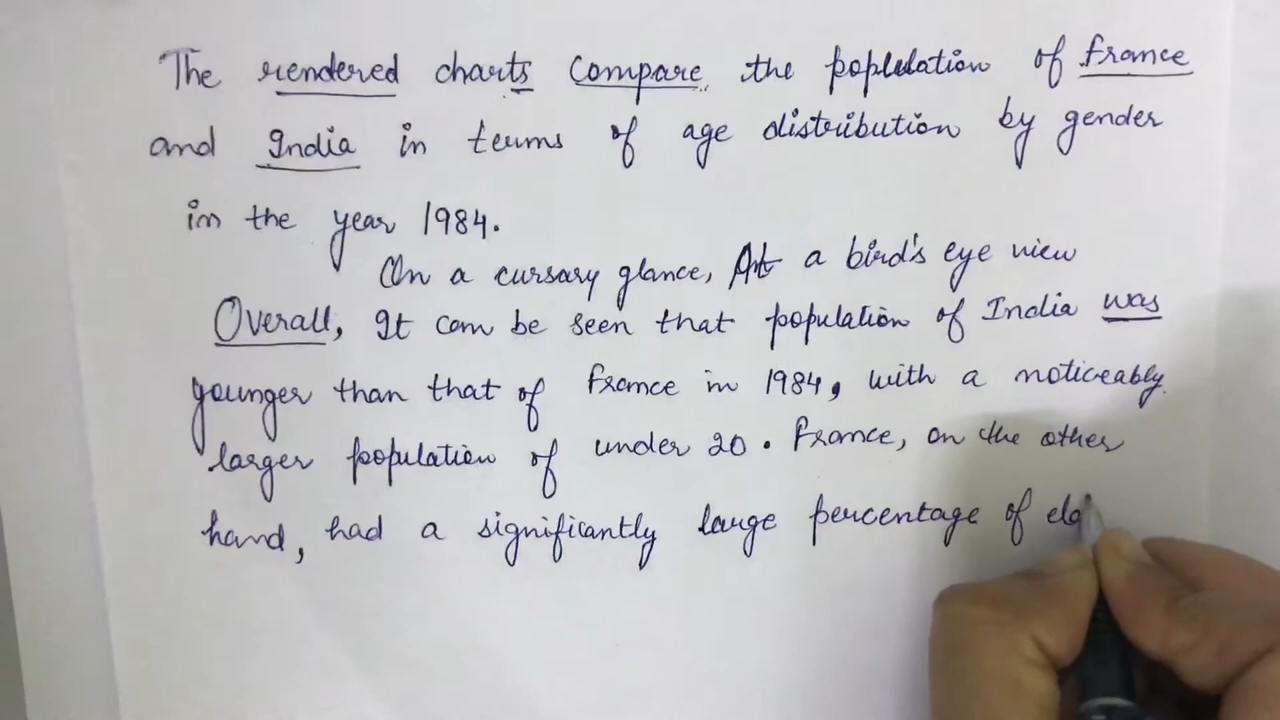 The rendered charts compare the poplulation of France
and India in terms of age distribution by gender
in the year 1984.
On a cursary glance, At a bird's eye view
Overall, It can be seen that population of India was
younger than that of France in 1984, with a noticeably
larger population of under 20. France, on the other
hand, had a significantly large percentage of